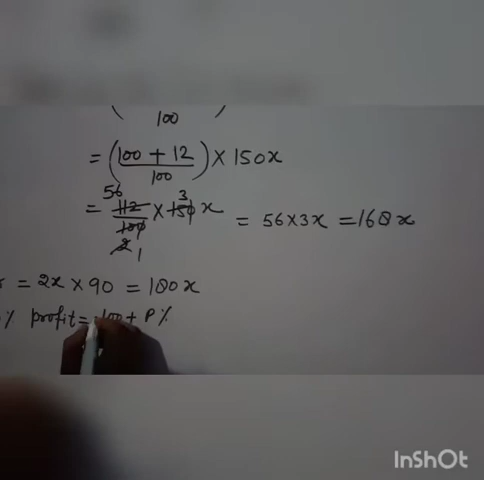 ( 100 )
= (100 + 12 / 100) × 150x
= 112 / 100 × 150 x = 56 × 3x = 168x
56 3
2 1
= 2x × 90 = 180x
% profit = 100 + P%
InShOt